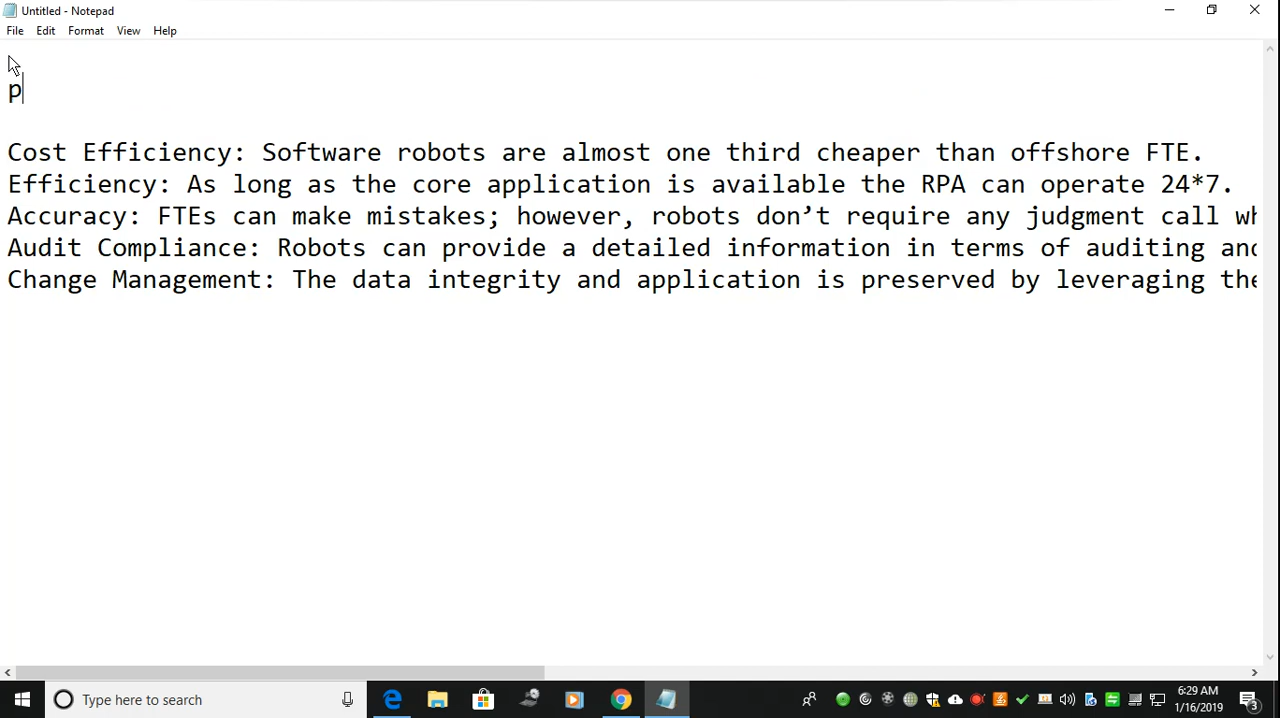 Untitled - Notepad
File Edit Format View Help
p
Cost Efficiency: Software robots are almost one third cheaper than offshore FTE.
Efficiency: As long as the core application is available the RPA can operate 24*7.
Accuracy: FTEs can make mistakes; however, robots don’t require any judgment call wh
Audit Compliance: Robots can provide a detailed information in terms of auditing and
Change Management: The data integrity and application is preserved by leveraging the
Type here to search
6:29 AM
1/16/2019
3